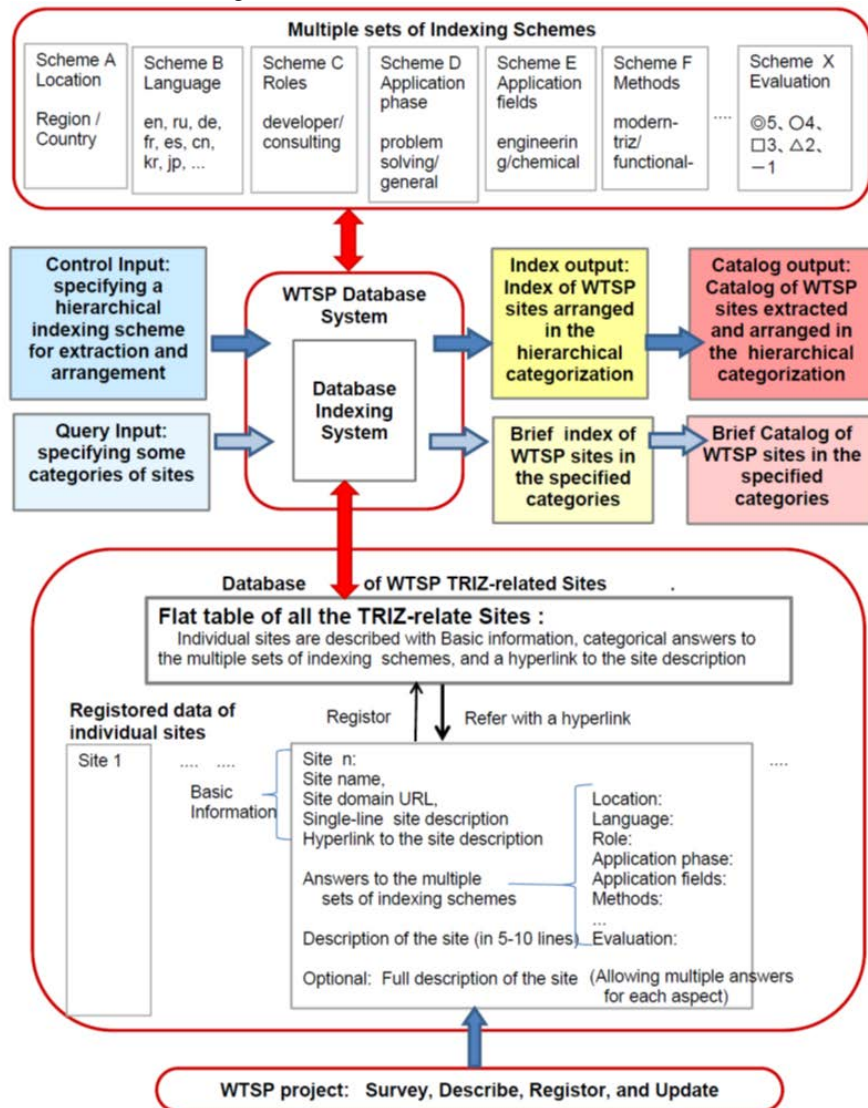 Multiple sets of Indexing Schemes
Scheme A
Location
Region /
Country
Scheme B
Language
en, ru, de,
fr, es, cn,
kr, jp, ...
Scheme C
Roles
developer/
consulting
Scheme D
Application
phase
problem
solving/
general
Scheme E
Application
fields
engineerin
g/chemical
Scheme F
Methods
modern-
triz/
functional-
....
Scheme X
Evaluation
◎5、〇4、
□3、△2、
－1
Control Input:
specifying a
hierarchical
indexing scheme
for extraction and
arrangement
WTSP Database
System
Database
Indexing
System
Index output:
Index of WTSP
sites arranged
in the
hierarchical
categorization
Catalog output:
Catalog of WTSP
sites extracted
and arranged in
the hierarchical
categorization
Query Input:
specifying some
categories of sites
Brief index of
WTSP sites in
the specified
categories
Brief Catalog of
WTSP sites in the
specified
categories
Database of WTSP TRIZ-related Sites .
Flat table of all the TRIZ-relate Sites :
Individual sites are described with Basic information, categorical answers to
the multiple sets of indexing schemes, and a hyperlink to the site description
Registor
Refer with a hyperlink
Registored data of
individual sites
Site 1
.... ....
Basic
Information
Site n:
Site name,
Site domain URL,
Single-line site description
Hyperlink to the site description
Answers to the multiple
sets of indexing schemes
Description of the site (in 5-10 lines)
Optional: Full description of the site
Location:
Language:
Role:
Application phase:
Application fields:
Methods:
...
Evaluation:
(Allowing multiple answers
for each aspect)
....
WTSP project: Survey, Describe, Registor, and Update